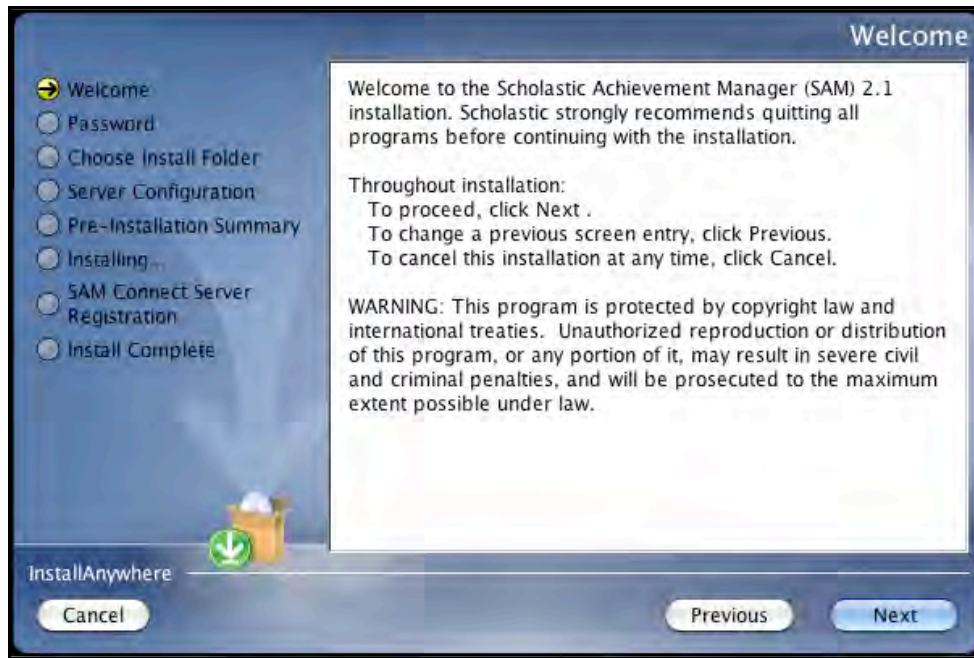 Welcome
Welcome
Password
Choose Install Folder
Server Configuration
Pre-Installation Summary
Installing...
SAM Connect Server
Registration
Install Complete
Welcome to the Scholastic Achievement Manager (SAM) 2.1
installation. Scholastic strongly recommends quitting all
programs before continuing with the installation.
Throughout installation:
To proceed, click Next .
To change a previous screen entry, click Previous.
To cancel this installation at any time, click Cancel.
WARNING: This program is protected by copyright law and
international treaties.  Unauthorized reproduction or distribution
of this program, or any portion of it, may result in severe civil
and criminal penalties, and will be prosecuted to the maximum
extent possible under law.
InstallAnywhere
Cancel
Previous
Next